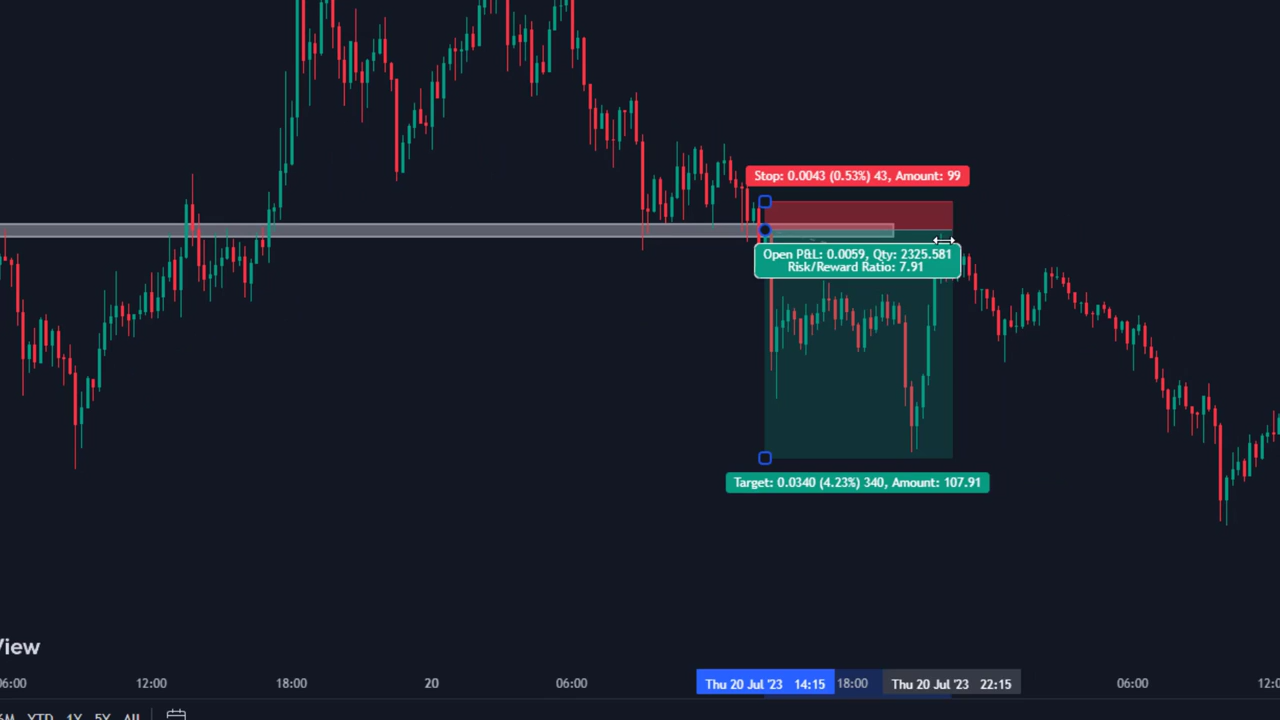 Stop: 0.0043 (0.53%) 43, Amount: 99
Open P&L: 0.0059, Qty: 2325.581
Risk/Reward Ratio: 7.91
Target: 0.0340 (4.23%) 340, Amount: 107.91
View
06:00 12:00 18:00 20 06:00 Thu 20 Jul '23 14:15 18:00 Thu 20 Jul '23 22:15 06:00 12:0
6M YTD 1Y 5Y All